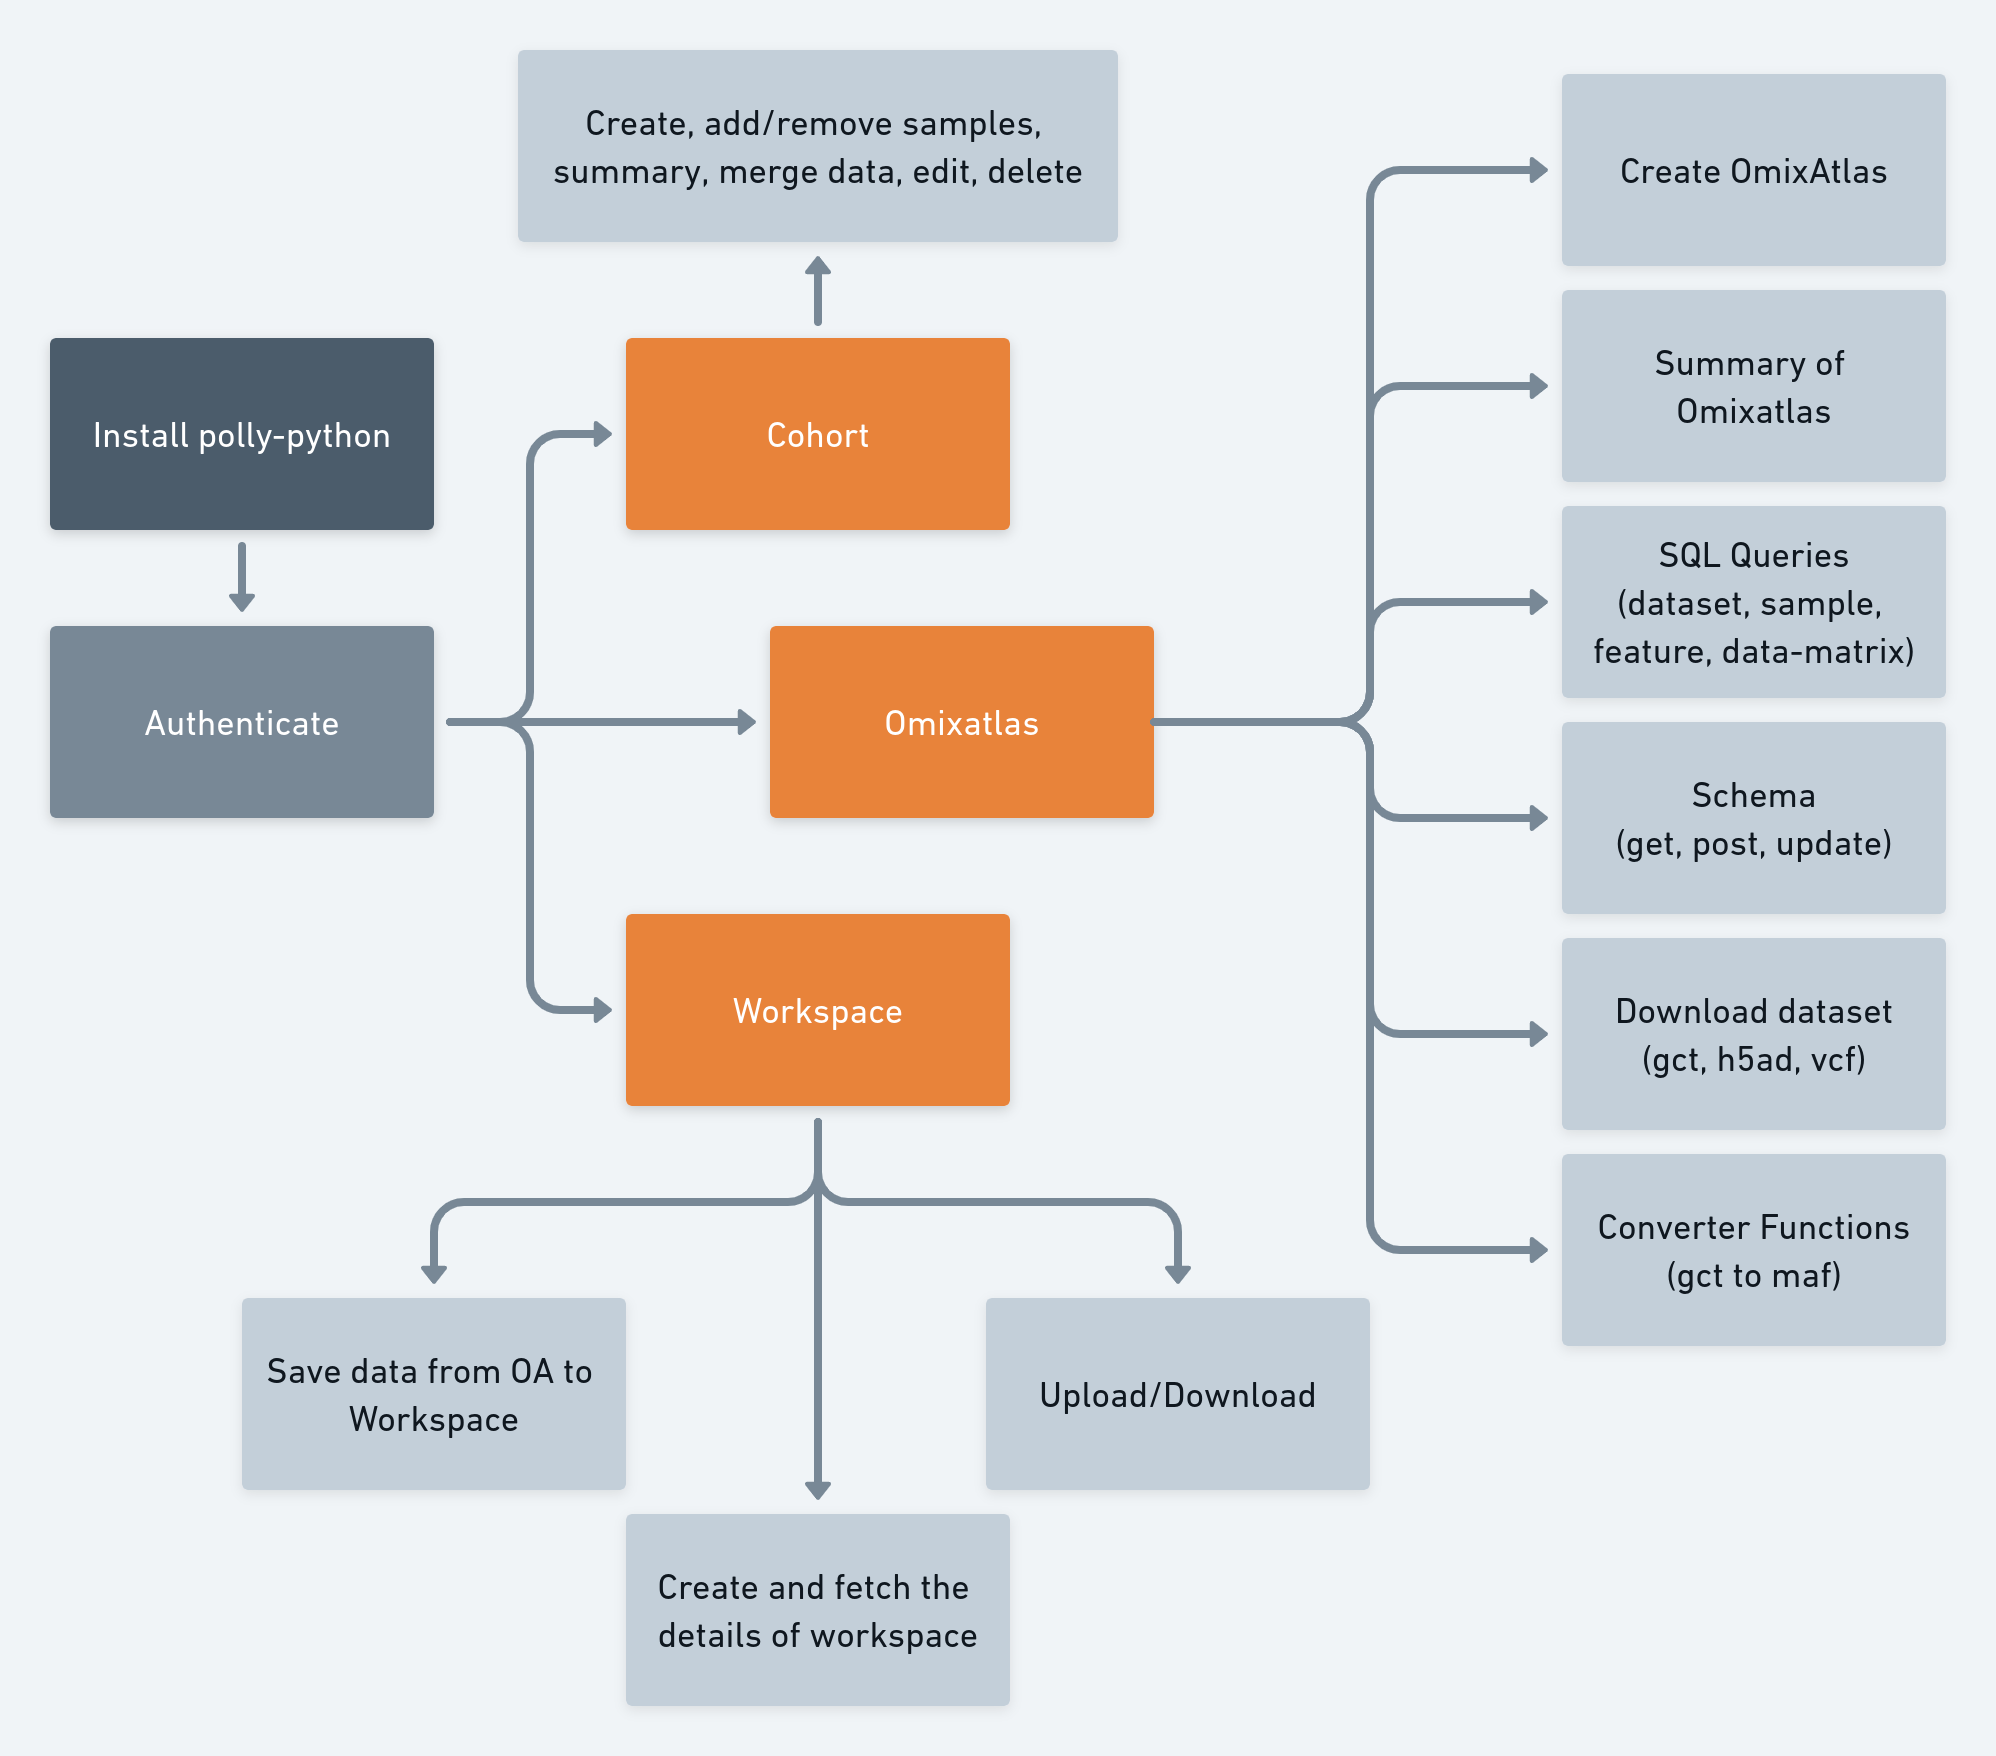 Create, add/remove samples,
summary, merge data, edit, delete
Install polly-python
Authenticate
Cohort
Omixatlas
Workspace
Create OmixAtlas
Summary of
Omixatlas
SQL Queries
(dataset, sample,
feature, data-matrix)
Schema
(get, post, update)
Download dataset
(gct, h5ad, vcf)
Converter Functions
(gct to maf)
Save data from OA to
Workspace
Create and fetch the
details of workspace
Upload/Download